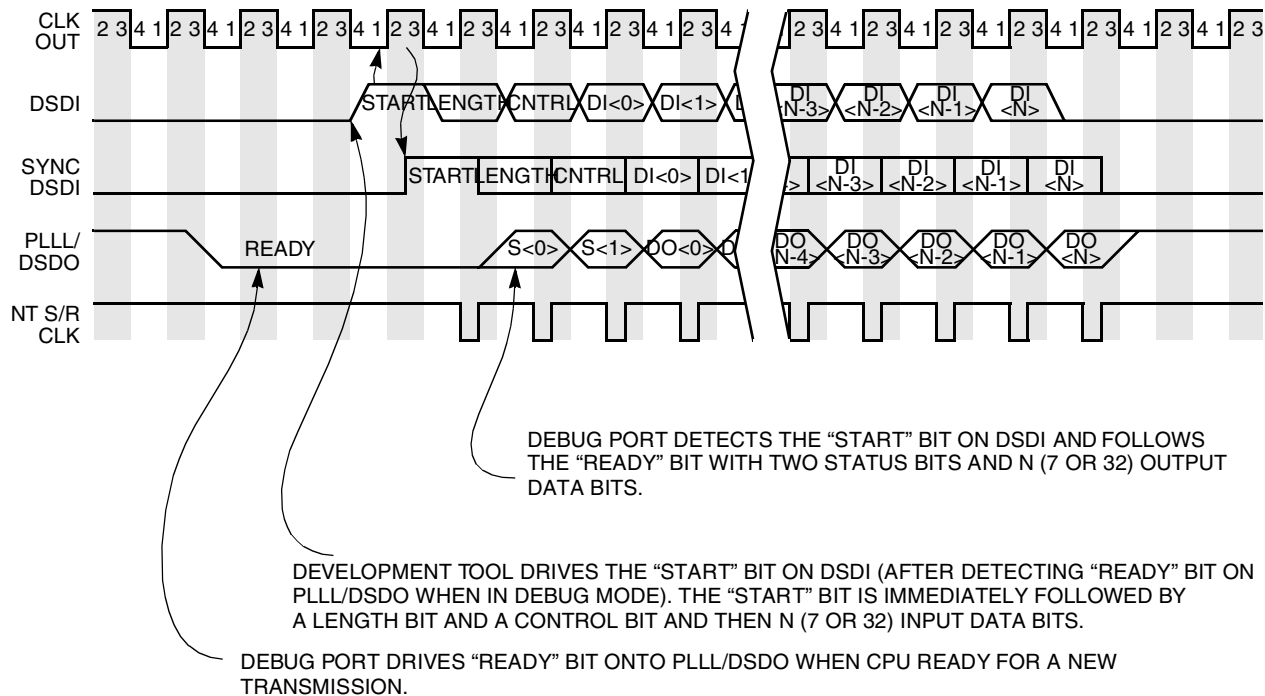 CLK OUT 2 3 4 1 2 3 4 1 2 3 4 1 2 3 4 1 2 3 4 1 2 3 4 1 2 3 4 1 2 3 4 1 2 3 4 2 3 4 1 2 3 4 1 2 3 4 1 2 3 4 1 2 3 4 1 2 3 4 1 2 3
DSDI START LENGTH CNTRL DI<0> DI<1> DI <N-3> DI <N-2> DI <N-1> DI <N>
SYNC DSDI START LENGTH CNTRL DI<0> DI<1 > DI <N-3> DI <N-2> DI <N-1> DI <N>
PLLL/ DSDO READY S<0> S<1> DO<0> D DO N-4> DO <N-3> DO <N-2> DO <N-1> DO <N>
NT S/R CLK
DEBUG PORT DETECTS THE “START” BIT ON DSDI AND FOLLOWS
THE “READY” BIT WITH TWO STATUS BITS AND N (7 OR 32) OUTPUT
DATA BITS.
DEVELOPMENT TOOL DRIVES THE “START” BIT ON DSDI (AFTER DETECTING “READY” BIT ON
PLLL/DSDO WHEN IN DEBUG MODE). THE “START” BIT IS IMMEDIATELY FOLLOWED BY
A LENGTH BIT AND A CONTROL BIT AND THEN N (7 OR 32) INPUT DATA BITS.
DEBUG PORT DRIVES “READY” BIT ONTO PLLL/DSDO WHEN CPU READY FOR A NEW
TRANSMISSION.